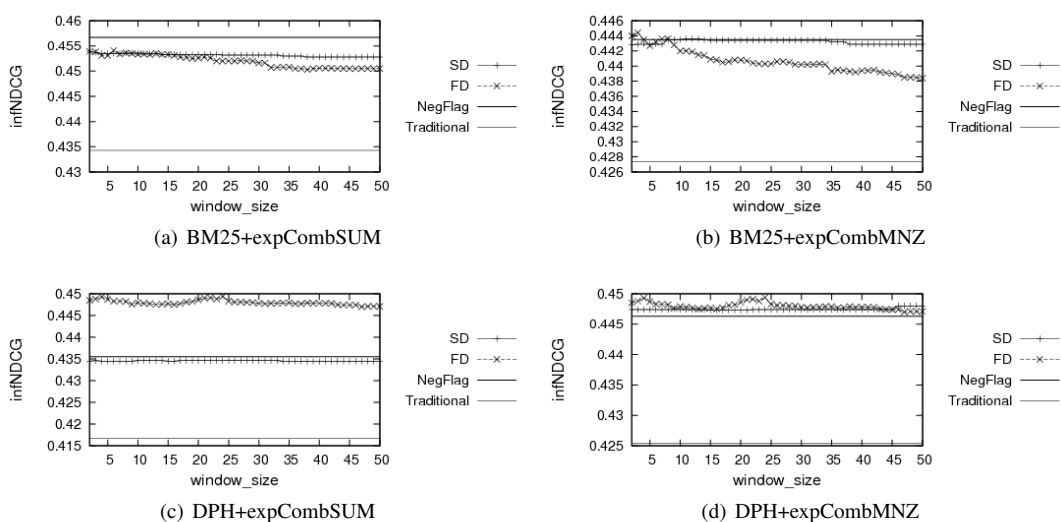 0.46
0.455
0.45
0.445
0.44
0.435
0.43
infNDCG
5 10 15 20 25 30 35 40 45 50
window_size
SD
FD
NegFlag
Traditional
(a) BM25+expCombSUM
0.446
0.444
0.442
0.44
0.438
0.436
0.434
0.432
0.43
0.428
0.426
infNDCG
5 10 15 20 25 30 35 40 45 50
window_size
SD
FD
NegFlag
Traditional
(b) BM25+expCombMNZ
0.45
0.445
0.44
0.435
0.43
0.425
0.42
0.415
infNDCG
5 10 15 20 25 30 35 40 45 50
window_size
SD
FD
NegFlag
Traditional
(c) DPH+expCombSUM
0.45
0.445
0.44
0.435
0.43
0.425
infNDCG
5 10 15 20 25 30 35 40 45 50
window_size
SD
FD
NegFlag
Traditional
(d) DPH+expCombMNZ